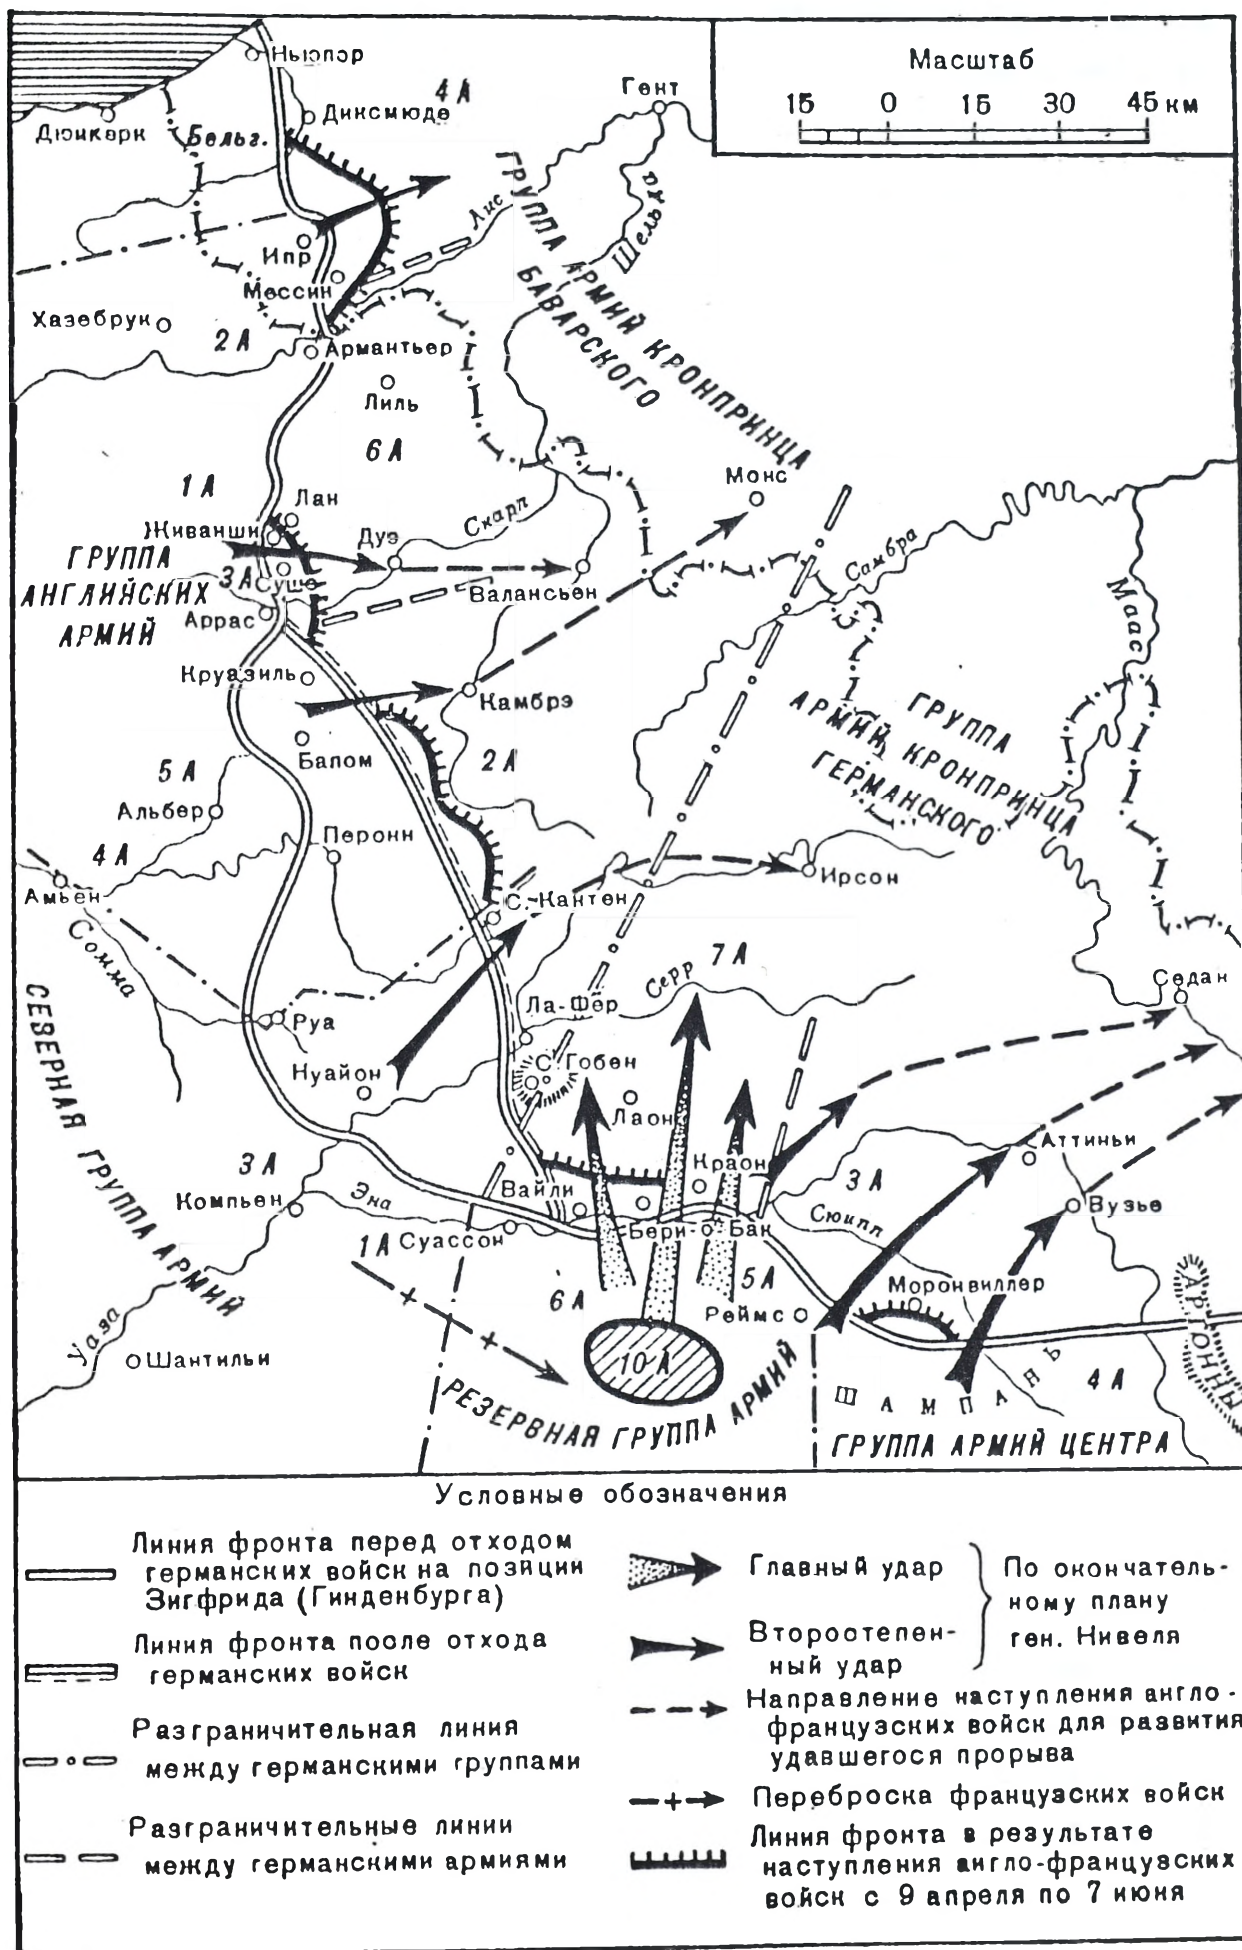 Масштаб
15 0 15 30 45 км
Ньюпор
Диксмюде
4 А
Гент
Дюнкерк
Бельг.
Лис
Шельда
Ипр
Мессин
Хазебрук
2 А
Армантьер
Лиль
6 А
ГРУППА АРМИЙ КРОНПРИНЦА
БАВАРСКОГО
Монс
1 А
Лан
Живанши
Дуэ
Скарп
ГРУППА
АНГЛИЙСКИХ
АРМИЙ
3 А
Суше
Валансьен
Аррас
Самбра
Маас
Круазиль
Камбрэ
ГРУППА
АРМИЙ КРОНПРИНЦА
ГЕРМАНСКОГО
Балом
2 А
5 А
Альбер
Перонн
4 А
Амьен
С.-Кантен
Ирсон
Сомма
7 А
Серр
Седан
Ла-Фер
Руа
Нуайон
С. Гобен
Лаон
СЕВЕРНАЯ ГРУППА АРМИЙ
Аттиньи
Краон
3 А
3 А
Компьен
Эна
Вайли
Сюипп
Вузье
1 А
Суассон
Бери-о-Бак
6 А
5 А
Моронвиллер
Реймс
Уаза
Шантильи
10 А
ШАМПАНЬ
4 А
АРГОННЫ
РЕЗЕРВНАЯ ГРУППА АРМИЙ
ГРУППА АРМИЙ ЦЕНТРА
Условные обозначения
Линия фронта перед отходом
германских войск на позиции
Зигфрида (Гинденбурга)
Линия фронта после отхода
германских войск
Разграничительная линия
между германскими группами
Разграничительные линии
между германскими армиями
Главный удар
Второстепен-
ный удар
По окончатель-
ному плану
ген. Нивеля
Направление наступления англо-
французских войск для развития
удавшегося прорыва
Переброска французских войск
Линия фронта в результате
наступления англо-французских
войск с 9 апреля по 7 июня